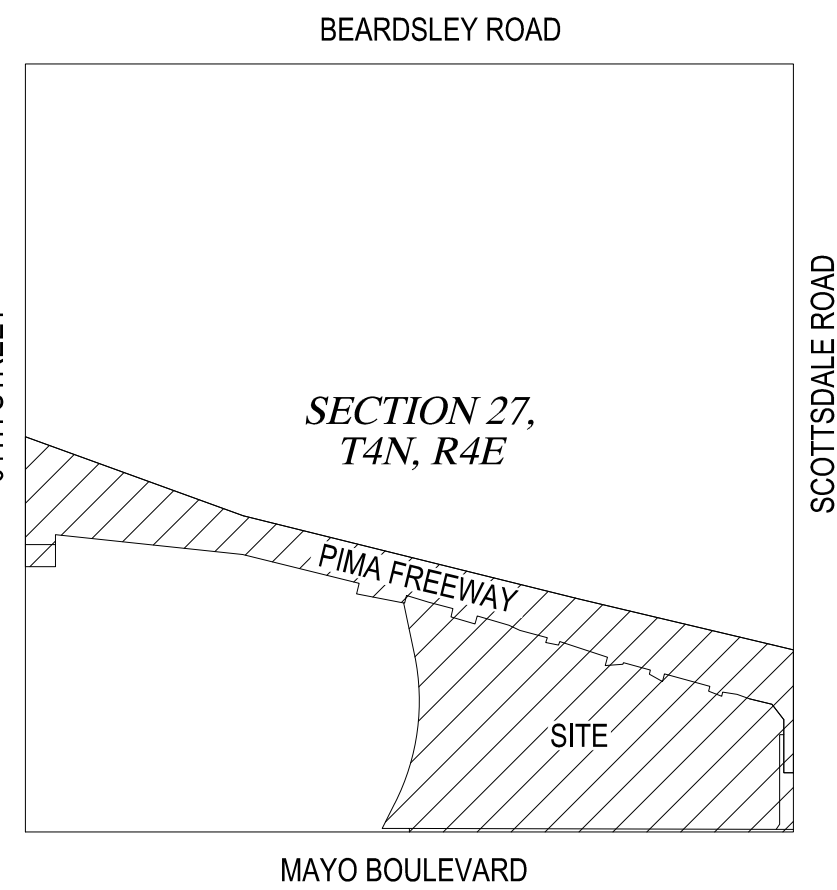 BEARDSLEY ROAD
SCOTTSDALE ROAD
SECTION 27,
T4N, R4E
PIMA FREEWAY
SITE
MAYO BOULEVARD